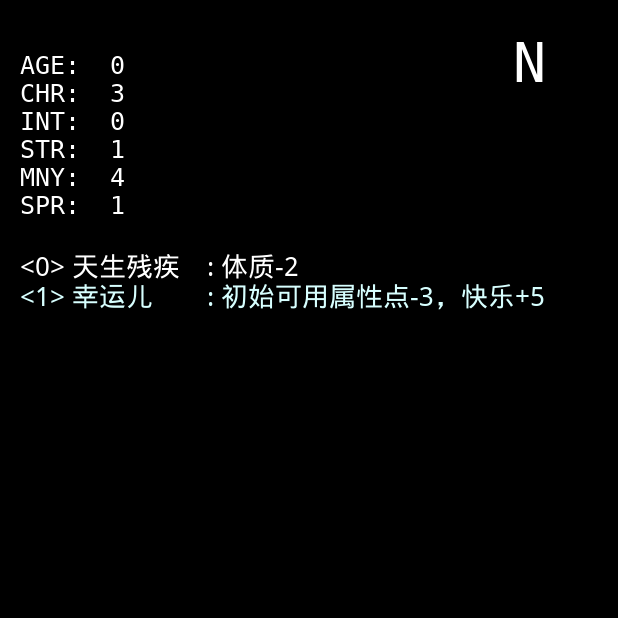 N
AGE: 0
CHR: 3
INT: 0
STR: 1
MNY: 4
SPR: 1
<0> 天生残疾 : 体质-2
<1> 幸运儿 : 初始可用属性点-3，快乐+5